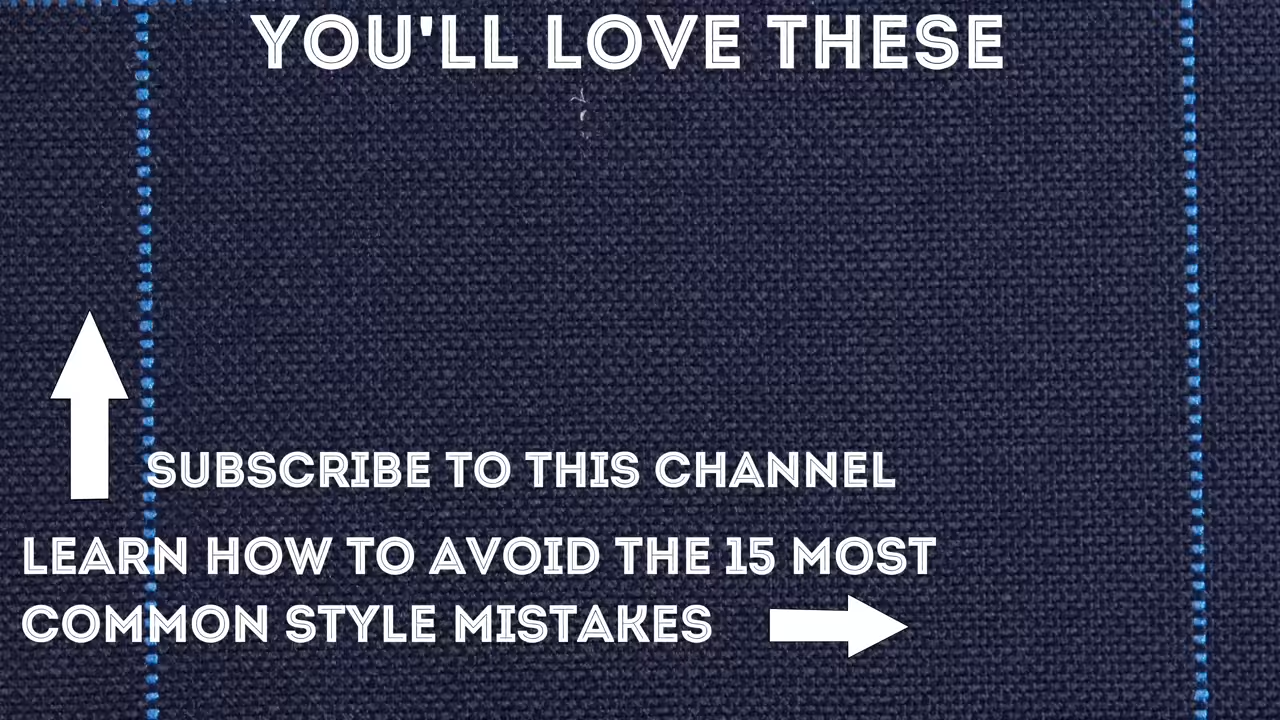 YOU'LL LOVE THESE
SUBSCRIBE TO THIS CHANNEL
LEARN HOW TO AVOID THE 15 MOST
COMMON STYLE MISTAKES